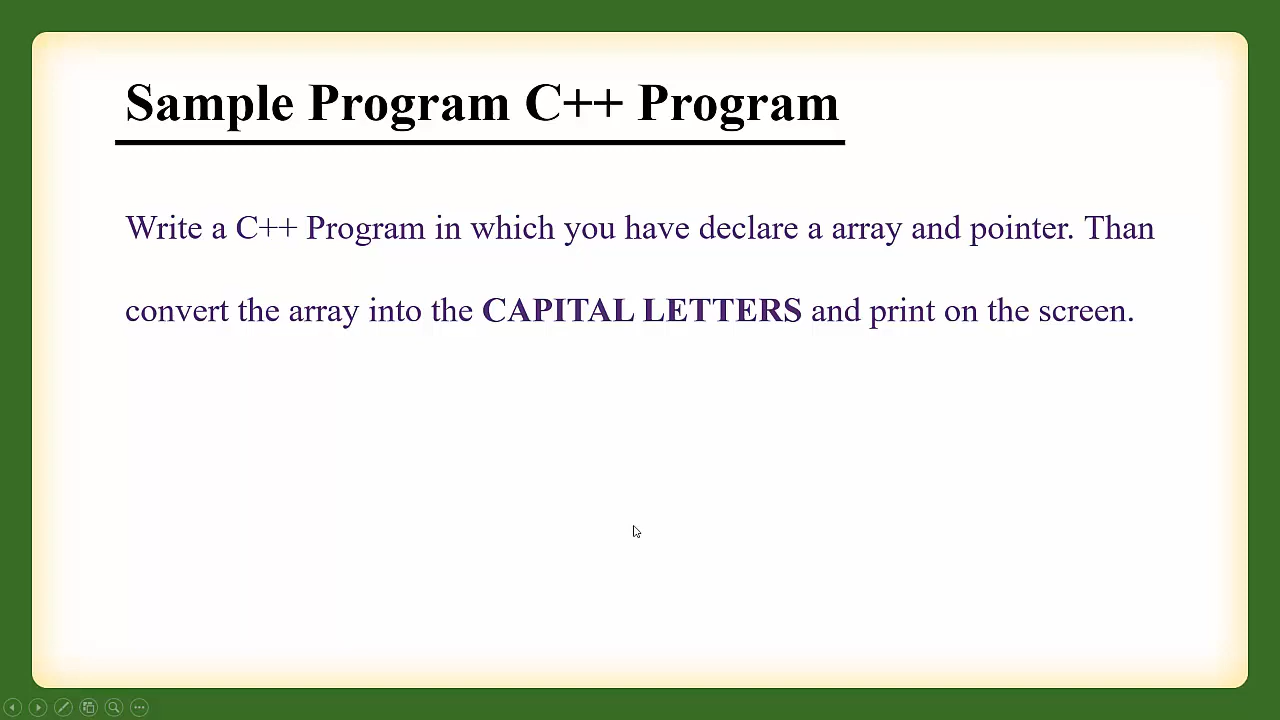 Sample Program C++ Program
Write a C++ Program in which you have declare a array and pointer. Than
convert the array into the CAPITAL LETTERS and print on the screen.